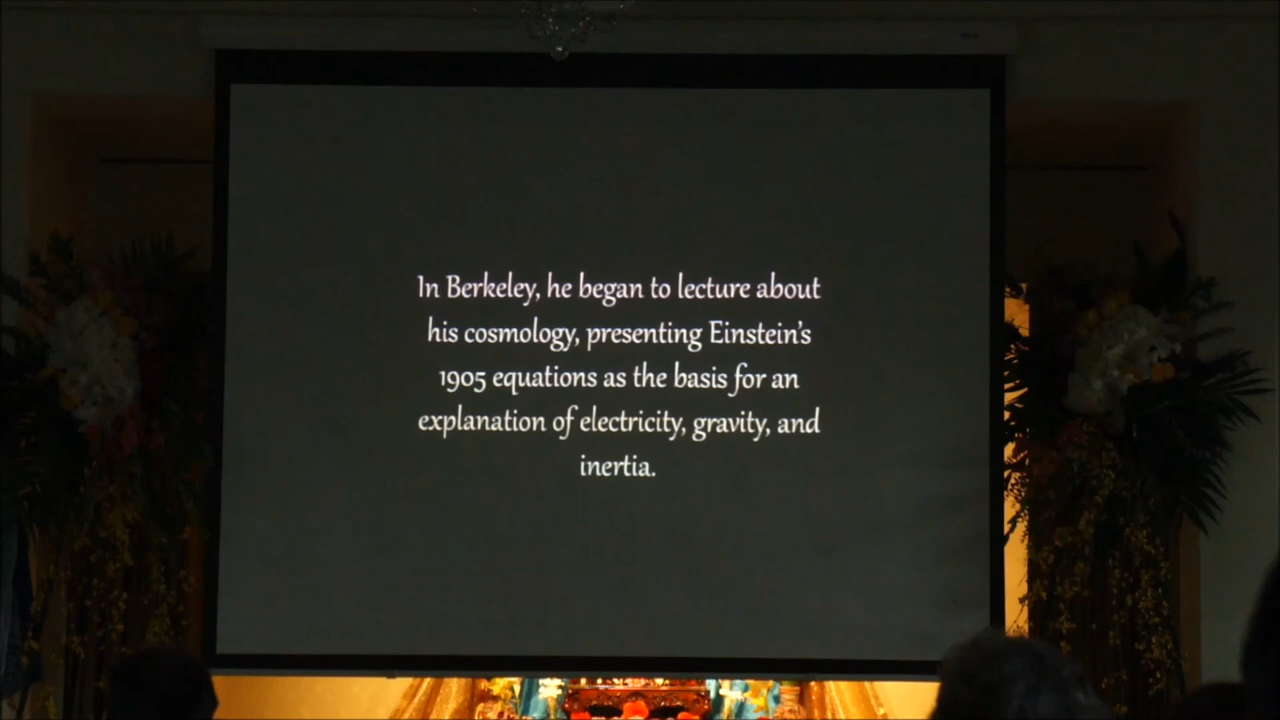 In Berkeley, he began to lecture about
his cosmology, presenting Einstein's
1905 equations as the basis for an
explanation of electricity, gravity, and
inertia.